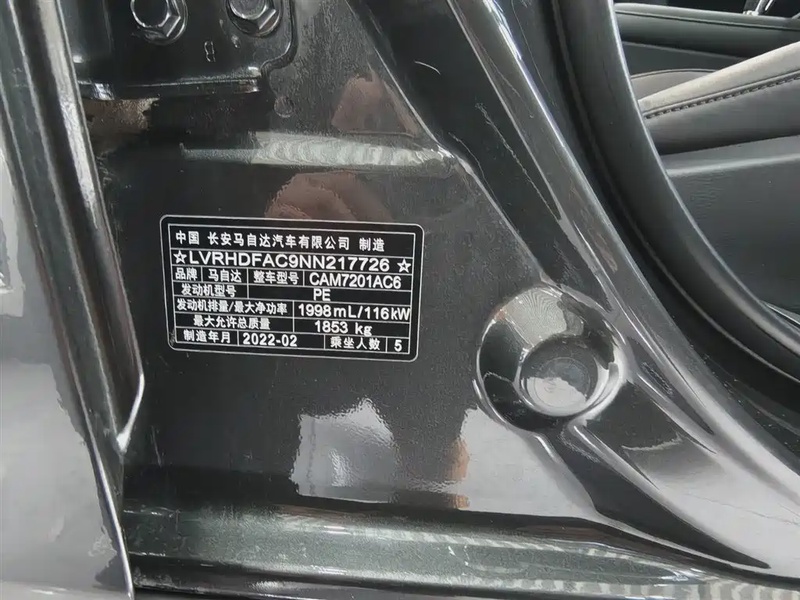 中国 长安马自达汽车有限公司 制造
☆LVRHDFAC9NN217726☆
品牌 马自达 整车型号 CAM7201AC6
发动机型号 PE
发动机排量/最大净功率 1998mL/116kW
最大允许总质量 1853 kg
制造年月 2022-02 乘坐人数 5